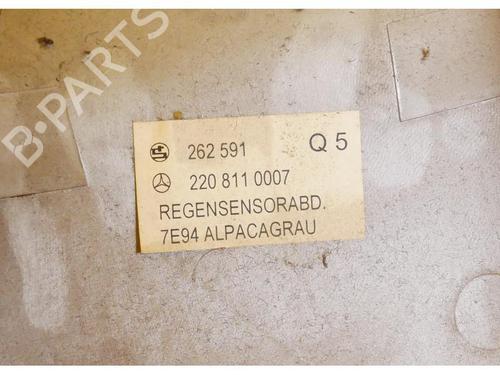 B-PARTS
262 591 Q 5
220 811 0007
REGENSENSORABD.
7E94 ALPACAGRAU